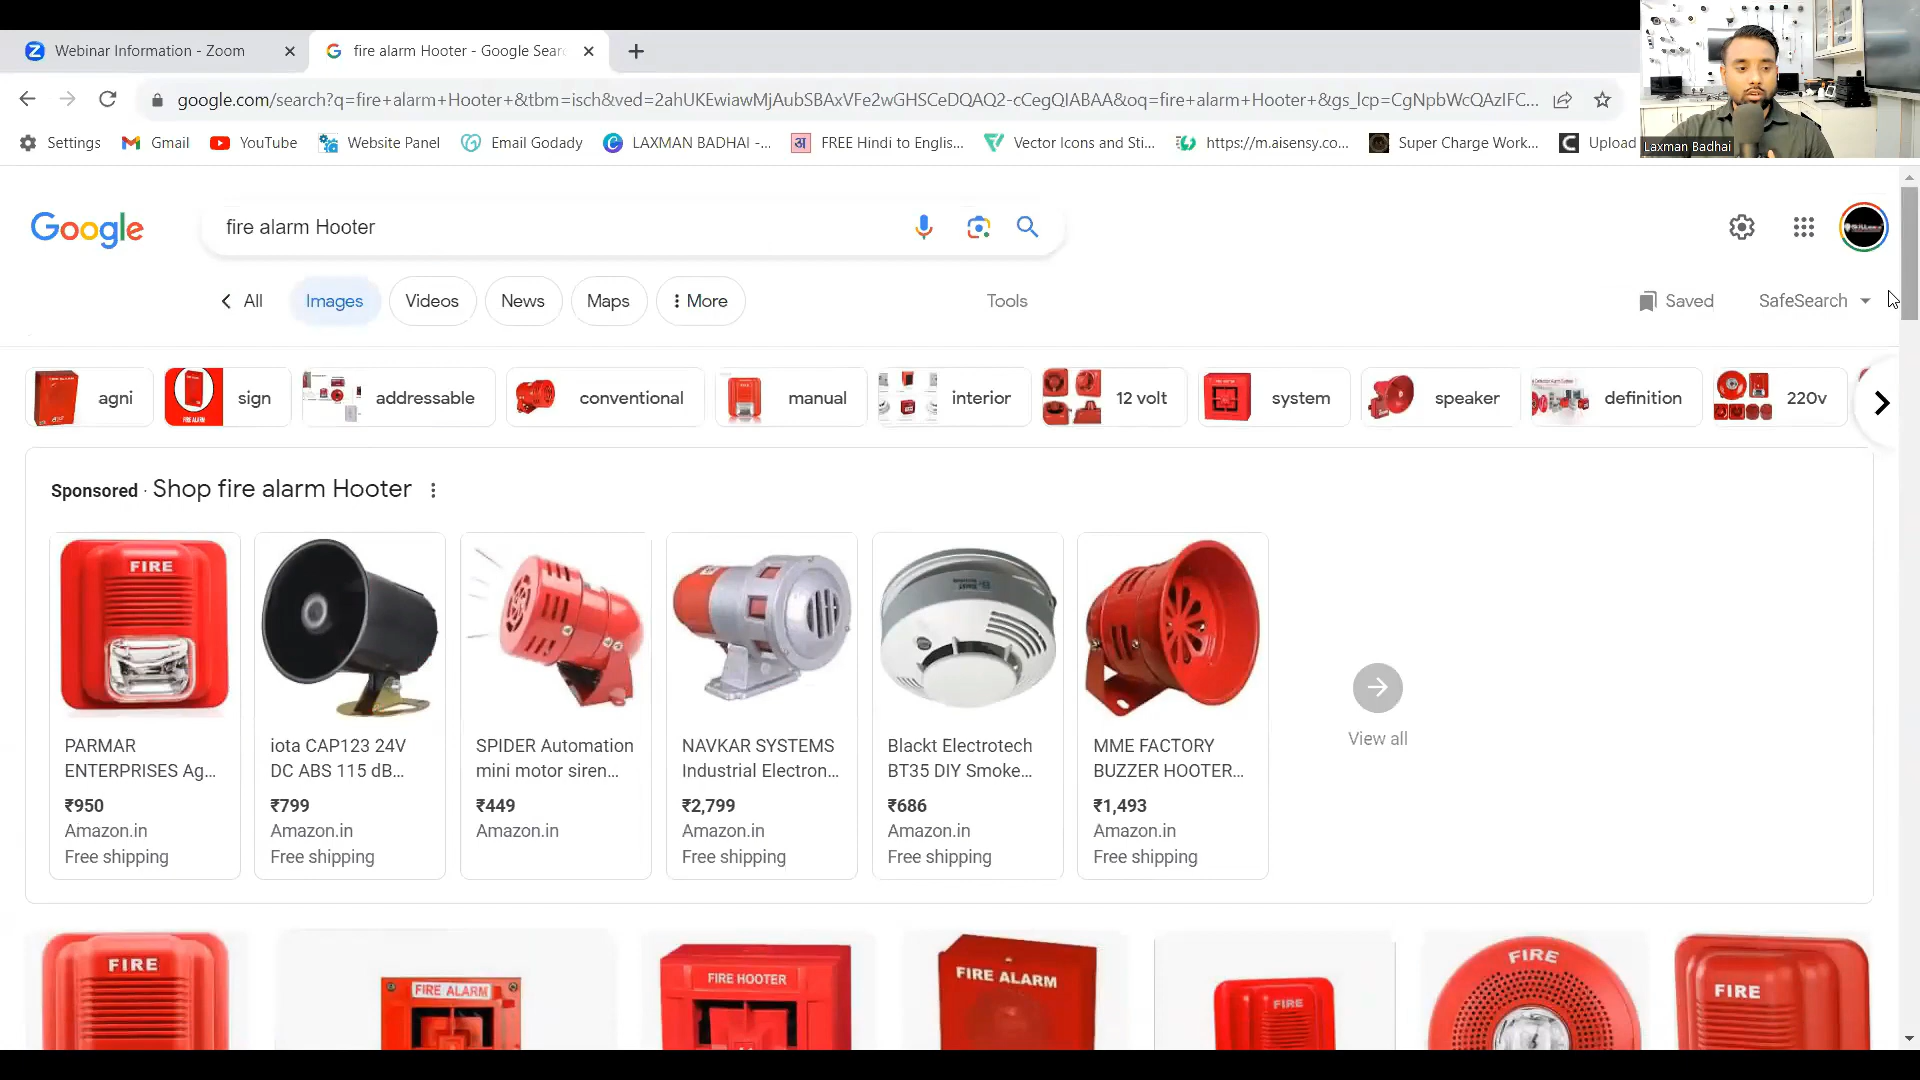 Webinar Information - Zoom
fire alarm Hooter - Google Sear
google.com/search?q=fire+alarm+Hooter+&tbm=isch&ved=2ahUKEwiawMjAubSBAxVFe2wGHSCeDQAQ2-cCegQIABAA&oq=fire+alarm+Hooter+&gs_lcp=CgNpbWcQAzIFC...
Settings
Gmail
YouTube
Website Panel
Email Godady
LAXMAN BADHAI -...
अ
FREE Hindi to Englis...
Vector Icons and Sti...
https://m.aisensy.co...
Super Charge Work...
Upload
Laxman Badhai
Google
fire alarm Hooter
All
Images
Videos
News
Maps
More
Tools
Saved
SafeSearch
agni
sign
addressable
conventional
manual
interior
12 volt
system
speaker
definition
220v
Sponsored · Shop fire alarm Hooter
FIRE
PARMAR
ENTERPRISES Ag...
₹950
Amazon.in
Free shipping
iota CAP123 24V
DC ABS 115 dB...
₹799
Amazon.in
Free shipping
SPIDER Automation
mini motor siren...
₹449
Amazon.in
NAVKAR SYSTEMS
Industrial Electron...
₹2,799
Amazon.in
Free shipping
Blackt Electrotech
BT35 DIY Smoke...
₹686
Amazon.in
Free shipping
MME FACTORY
BUZZER HOOTER...
₹1,493
Amazon.in
Free shipping
View all
FIRE
FIRE ALARM
FIRE HOOTER
FIRE ALARM
FIRE
FIRE
FIRE